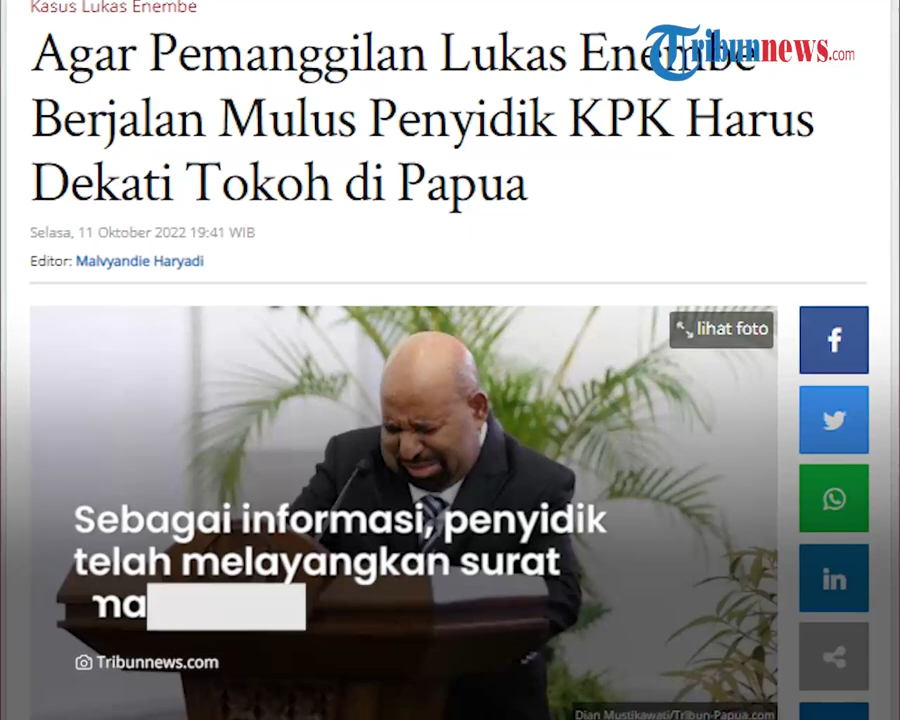 Kasus Lukas Enembe
Agar Pemanggilan Lukas Enembe
Tribunnews.com
Berjalan Mulus Penyidik KPK Harus
Dekati Tokoh di Papua
Selasa, 11 Oktober 2022 19:41 WIB
Editor: Malvyandie Haryadi
lihat foto
Sebagai informasi, penyidik
telah melayangkan surat
Tribunnews.com
Dian Mustikawati/Tribun-Papua.com